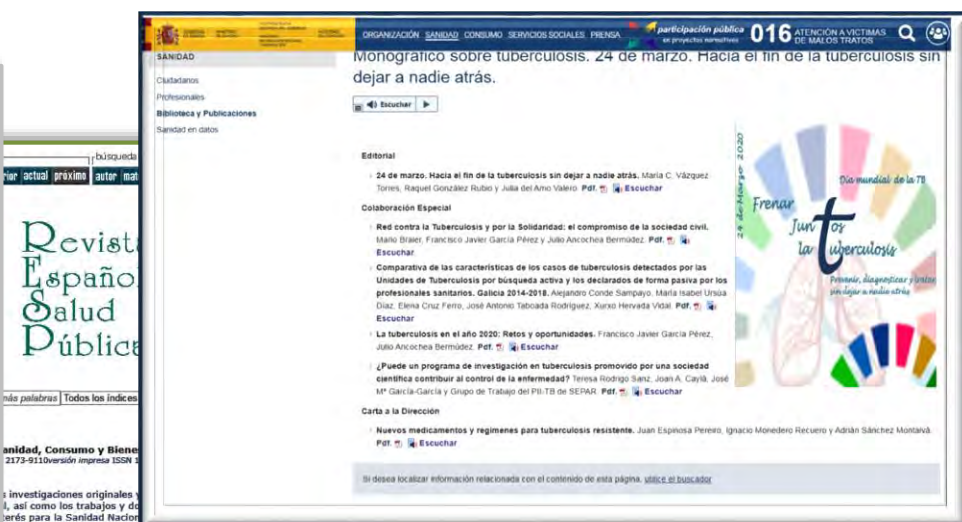 búsqueda
rior actual próximo autor mat
Revist
Español
Salud
Públic
más palabras Todos los índices
anidad, Consumo y Biene
2173-9110versión impresa ISSN 1
s investigaciones originales y
l, así como los trabajos y do
terés para la Sanidad Nacion
ORGANIZACIÓN SANIDAD CONSUMO SERVICIOS SOCIALES PRENSA
participación pública
en proyectos normativos
016 ATENCIÓN A VICTIMAS
DE MALOS TRATOS
SANIDAD
Ciudadanos
Profesionales
Biblioteca y Publicaciones
Sanidad en datos
Monográfico sobre tuberculosis. 24 de marzo. Hacia el fin de la tuberculosis sin
dejar a nadie atrás.
Escuchar
Editorial
24 de marzo. Hacia el fin de la tuberculosis sin dejar a nadie atrás. María C. Vázquez
Torres, Raquel González Rubio y Julia del Amo Valero. Pdf. Escuchar
Colaboración Especial
Red contra la Tuberculosis y por la Solidaridad: el compromiso de la sociedad civil.
Mario Braier, Francisco Javier García Pérez y Julio Ancochea Bermúdez. Pdf.
Escuchar
Comparativa de las características de los casos de tuberculosis detectados por las
Unidades de Tuberculosis por búsqueda activa y los declarados de forma pasiva por los
profesionales sanitarios. Galicia 2014-2018. Alejandro Conde Sampayo, María Isabel Ursúa
Díaz, Elena Cruz Ferro, José Antonio Taboada Rodríguez, Xurxo Hervada Vidal. Pdf.
Escuchar
La tuberculosis en el año 2020: Retos y oportunidades. Francisco Javier García Pérez,
Julio Ancochea Bermúdez. Pdf. Escuchar
¿Puede un programa de investigación en tuberculosis promovido por una sociedad
científica contribuir al control de la enfermedad? Teresa Rodrigo Sanz, Joan A. Caylà, José
Mª García-García y Grupo de Trabajo del PII-TB de SEPAR. Pdf. Escuchar
Carta a la Dirección
Nuevos medicamentos y regímenes para tuberculosis resistente. Juan Espinosa Pereiro, Ignacio Monedero Recuero y Adrián Sánchez Montalvá.
Pdf. Escuchar
Si desea localizar información relacionada con el contenido de esta página, utilice el buscador
24 de Marzo 2020
Día mundial de la TB
Frenar
Juntos
la tuberculosis
Prevenir, diagnosticar y tratar
sin dejar a nadie atrás